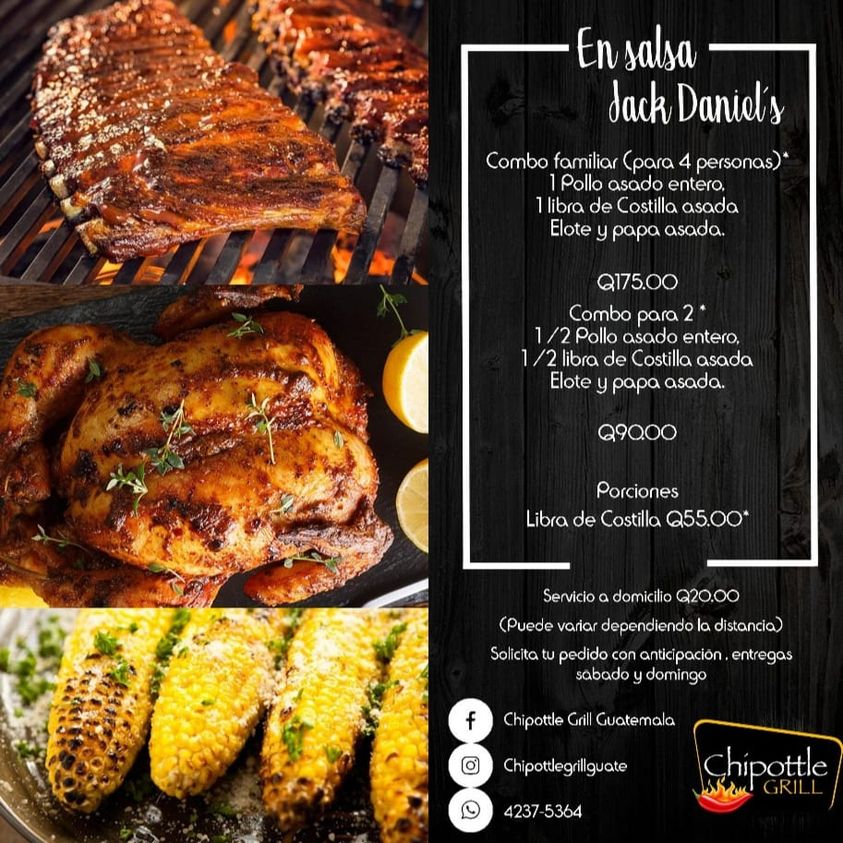 En salsa
Jack Daniel's
Combo familiar (para 4 personas)*
1 Pollo asado entero,
1 libra de Costilla asada
Elote y papa asada.
Q175.00
Combo para 2 *
1/2 Pollo asado entero,
1/2 libra de Costilla asada
Elote y papa asada.
Q90.00
Porciones
Libra de Costilla Q55.00*
Servicio a domicilio Q20.00
(Puede variar dependiendo la distancia)
Solicita tu pedido con anticipación , entregas
sábado y domingo
Chipottle Grill Guatemala
Chipottlegrillguate
4237-5364
Chipottle
GRILL